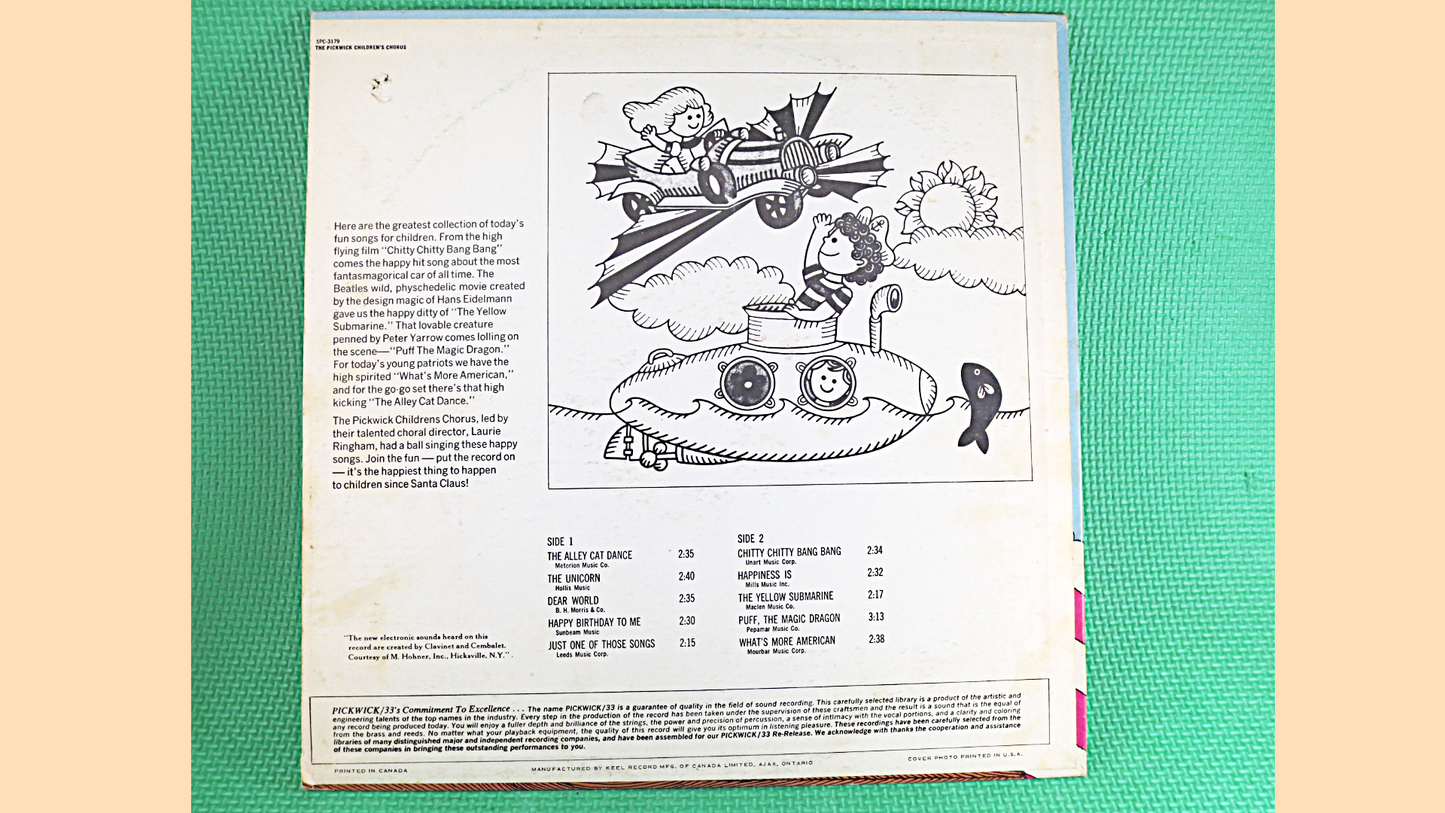 SPC-3179
THE PICKWICK CHILDREN'S CHORUS
Here are the greatest collection of today's
fun songs for children. From the high
flying film "Chitty Chitty Bang Bang"
comes the happy hit song about the most
fantasmagorical car of all time. The
Beatles wild, physchedelic movie created
by the design magic of Hans Eidelmann
gave us the happy ditty of "The Yellow
Submarine." That lovable creature
penned by Peter Yarrow comes lolling on
the scene—"Puff The Magic Dragon."
For today's young patriots we have the
high spirited "What's More American,"
and for the go-go set there's that high
kicking "The Alley Cat Dance."
The Pickwick Childrens Chorus, led by
their talented choral director, Laurie
Ringham, had a ball singing these happy
songs. Join the fun — put the record on
— it's the happiest thing to happen
to children since Santa Claus!
"The new electronic sounds heard on this
record are created by Clavinet and Cembalet.
Courtesy of M. Hohner, Inc., Hicksville, N.Y.".
SIDE 1
THE ALLEY CAT DANCE 2:35
Metorion Music Co.
THE UNICORN 2:40
Hollis Music
DEAR WORLD 2:35
B. H. Morris & Co.
HAPPY BIRTHDAY TO ME 2:30
Sunbeam Music
JUST ONE OF THOSE SONGS 2:15
Leeds Music Corp.
SIDE 2
CHITTY CHITTY BANG BANG 2:34
Unart Music Corp.
HAPPINESS IS 2:32
Mills Music Inc.
THE YELLOW SUBMARINE 2:17
Maclen Music Co.
PUFF, THE MAGIC DRAGON 3:13
Pepamar Music Co.
WHAT'S MORE AMERICAN 2:38
Mourbar Music Corp.
PICKWICK/33's Commitment To Excellence . . . The name PICKWICK/33 is a guarantee of quality in the field of sound recording. This carefully selected library is a product of the artistic and
engineering talents of the top names in the industry. Every step in the production of the record has been taken under the supervision of these craftsmen and the result is a sound that is the equal of
any record being produced today. You will enjoy a fuller depth and brilliance of the strings, the power and precision of percussion, a sense of intimacy with the vocal portions, and a clarity and coloring
from the brass and reeds. No matter what your playback equipment, the quality of this record will give you its optimum in listening pleasure. These recordings have been carefully selected from the
libraries of many distinguished major and independent recording companies, and have been assembled for our PICKWICK/33 Re-Release. We acknowledge with thanks the cooperation and assistance
of these companies in bringing these outstanding performances to you.
PRINTED IN CANADA
MANUFACTURED BY KEEL RECORD MFG. OF CANADA LIMITED, AJAX, ONTARIO
COVER PHOTO PRINTED IN U.S.A.